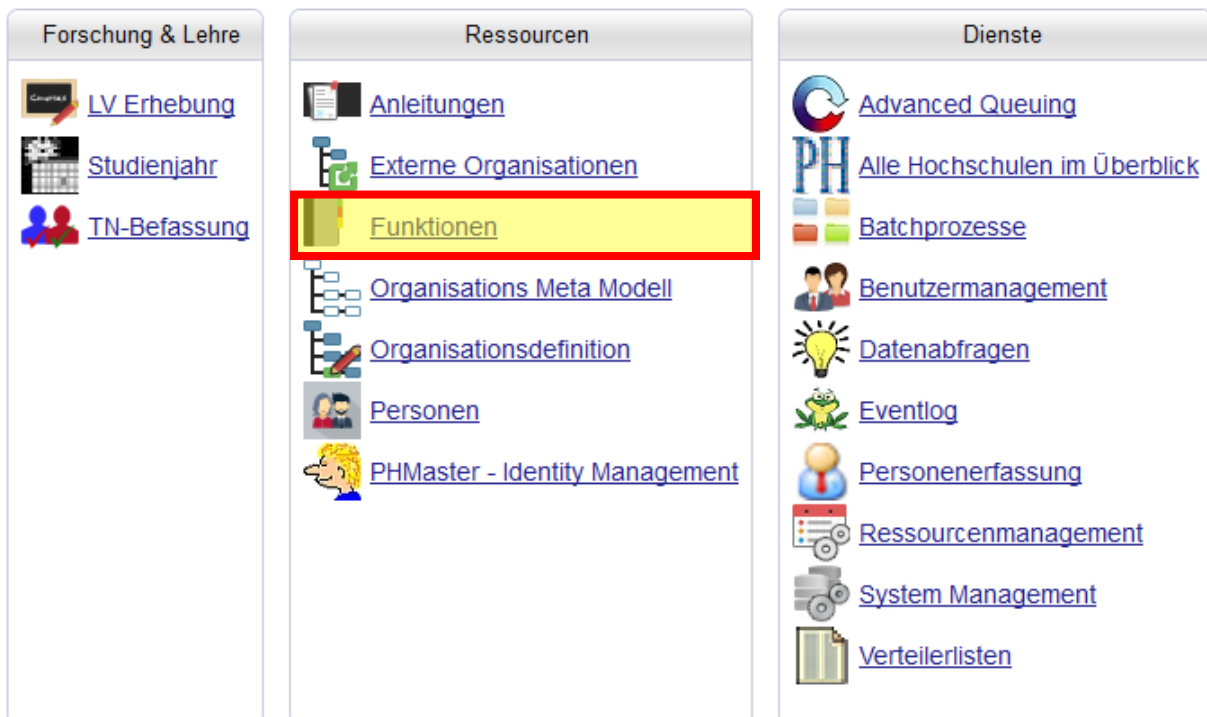 Forschung & Lehre
LV Erhebung
Studienjahr
TN-Befassung
Ressourcen
Anleitungen
Externe Organisationen
Funktionen
Organisations Meta Modell
Organisationsdefinition
Personen
PHMaster - Identity Management
Dienste
Advanced Queuing
PH
Alle Hochschulen im Überblick
Batchprozesse
Benutzermanagement
Datenabfragen
Eventlog
Personenerfassung
Ressourcenmanagement
System Management
Verteilerlisten